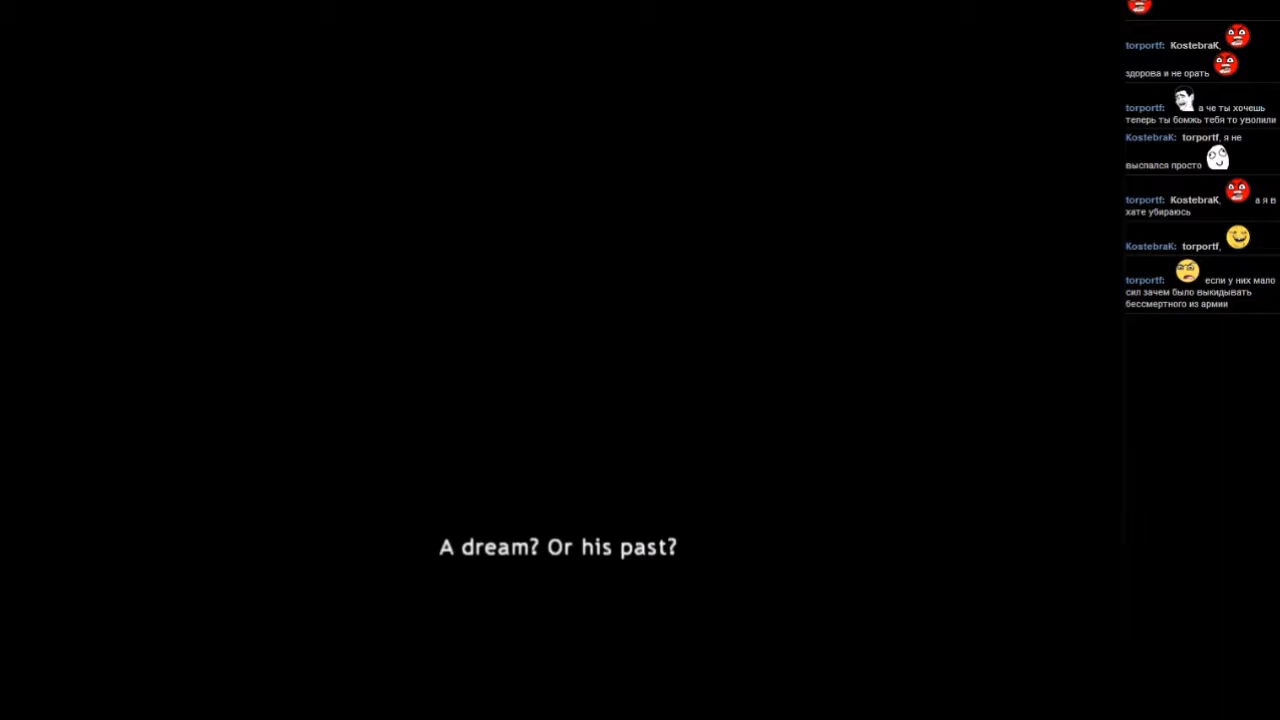 A dream? Or his past?
torportf: KostebraK,
здорова и не орать
torportf: а че ты хочешь
теперь ты бомжь тебя то уволили
KostebraK: torportf, я не
выспался просто
torportf: KostebraK, а я в
хате убираюсь
KostebraK: torportf,
torportf: если у них мало
сил зачем было выкидывать
бессмертного из армии